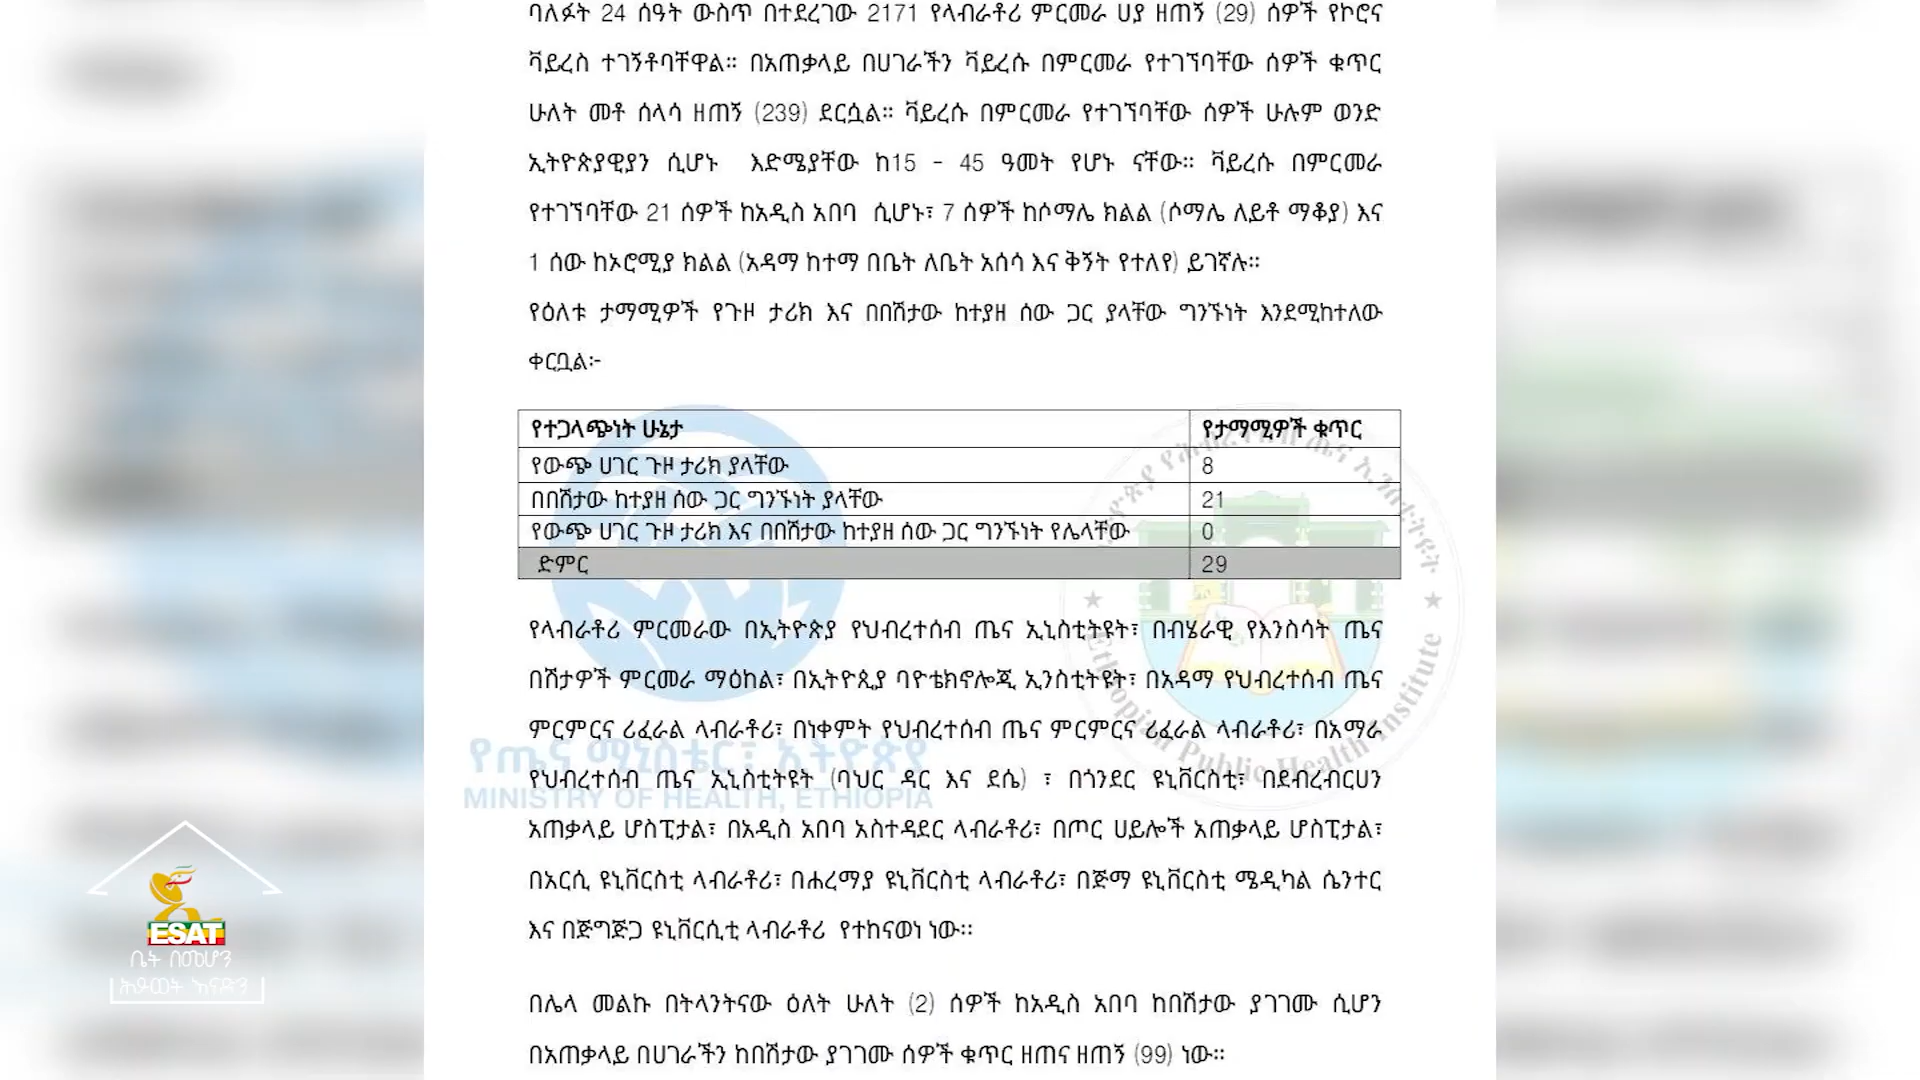 ባለፉት 24 ሰዓት ውስጥ በተደረገው 2171 የላብራቶሪ ምርመራ ሀያ ዘጠኝ (29) ሰዎች የኮሮና
ቫይረስ ተገኝቶባቸዋል። በአጠቃላይ በሀገራችን ቫይረሱ በምርመራ የተገኘባቸው ሰዎች ቁጥር
ሁለት መቶ ሰላሳ ዘጠኝ (239) ደርሷል። ቫይረሱ በምርመራ የተገኘባቸው ሰዎች ሁሉም ወንድ
ኢትዮጵያዊያን ሲሆኑ እድሜያቸው ከ15 - 45 ዓመት የሆኑ ናቸው። ቫይረሱ በምርመራ
የተገኘባቸው 21 ሰዎች ከአዲስ አበባ ሲሆኑ፣ 7 ሰዎች ከሶማሌ ክልል (ሶማሌ ለይቶ ማቆያ) እና
1 ሰው ከኦሮሚያ ክልል (አዳማ ከተማ በቤት ለቤት አሰሳ እና ቅኝት የተለየ) ይገኛሉ።
የዕለቱ ታማሚዎች የጉዞ ታሪክ እና በበሽታው ከተያዘ ሰው ጋር ያላቸው ግንኙነት እንደሚከተለው
ቀርቧል፦
የተጋላጭነት ሁኔታ የታማሚዎች ቁጥር
የውጭ ሀገር ጉዞ ታሪክ ያላቸው 8
በበሽታው ከተያዘ ሰው ጋር ግንኙነት ያላቸው 21
የውጭ ሀገር ጉዞ ታሪክ እና በበሽታው ከተያዘ ሰው ጋር ግንኙነት የሌላቸው 0
ድምር 29
የላብራቶሪ ምርመራው በኢትዮጵያ የህብረተሰብ ጤና ኢኒስቲትዩት፣ በብሄራዊ የእንስሳት ጤና
በሽታዎች ምርመራ ማዕከል፣ በኢትዮጲያ ባዮቴክኖሎጂ ኢንስቲትዩት፣ በአዳማ የህብረተሰብ ጤና
ምርምርና ሪፈራል ላብራቶሪ፣ በነቀምት የህብረተሰብ ጤና ምርምርና ሪፈራል ላብራቶሪ፣ በአማራ
የህብረተሰብ ጤና ኢኒስቲትዩት (ባህር ዳር እና ደሴ) ፣ በጎንደር ዩኒቨርስቲ፣ በደብረብርሀን
አጠቃላይ ሆስፒታል፣ በአዲስ አበባ አስተዳደር ላብራቶሪ፣ በጦር ሀይሎች አጠቃላይ ሆስፒታል፣
በአርሲ ዩኒቨርስቲ ላብራቶሪ፣ በሐረማያ ዩኒቨርስቲ ላብራቶሪ፣ በጅማ ዩኒቨርስቲ ሜዲካል ሴንተር
እና በጅግጅጋ ዩኒቨርሲቲ ላብራቶሪ የተከናወነ ነው፡፡
በሌላ መልኩ በትላንትናው ዕለት ሁለት (2) ሰዎች ከአዲስ አበባ ከበሽታው ያገገሙ ሲሆን
በአጠቃላይ በሀገራችን ከበሽታው ያገገሙ ሰዎች ቁጥር ዘጠና ዘጠኝ (99) ነው።
የጤና ሚኒስቴር፣ ኢትዮጵያ
MINISTRY OF HEALTH, ETHIOPIA
Ethiopian Public Health Institute
ESAT
ቤት በመሆን
ሕይወት እናድን